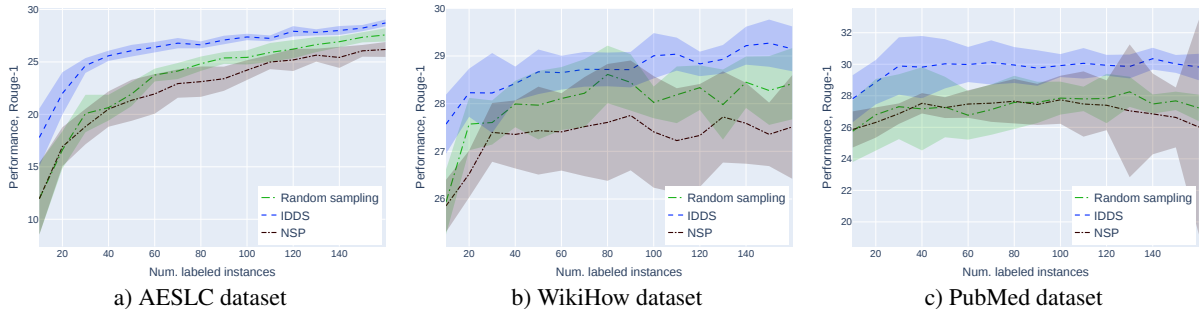 Performance, Rouge-1
30
25
20
15
10
20 40 60 80 100 120 140
Num. labeled instances
Random sampling
IDDS
NSP
a) AESLC dataset
Performance, Rouge-1
30
29
28
27
26
20 40 60 80 100 120 140
Num. labeled instances
Random sampling
IDDS
NSP
b) WikiHow dataset
Performance, Rouge-1
32
30
28
26
24
22
20
20 40 60 80 100 120 140
Num. labeled instances
Random sampling
IDDS
NSP
c) PubMed dataset